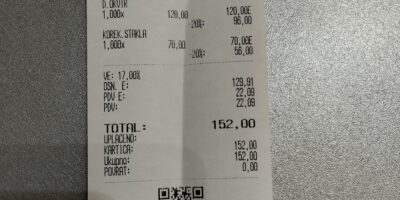 D.OKVIR
1,000x 120,00 120,00E
-20%: 96,00
KOREK.STAKLA
1,000x 70,00 70,00E
-20%: 56,00
VE: 17,00%
OSN. E: 129,91
PDV E: 22,09
PDV: 22,09
TOTAL: 152,00
UPLAĆENO:
KARTICA: 152,00
Ukupno: 152,00
POVRAT: 0,00